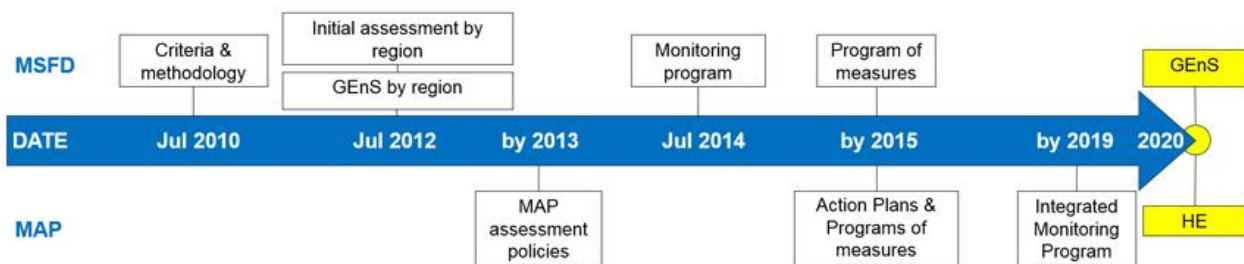 Initial assessment by
region
Criteria &
methodology
Monitoring
program
Program of
measures
MSFD
GEnS
GEnS by region
DATE
Jul 2010
Jul 2012
by 2013
Jul 2014
by 2015
by 2019
2020
MAP
assessment
policies
Action Plans &
Programs of
measures
Integrated
Monitoring
Program
MAP
HE